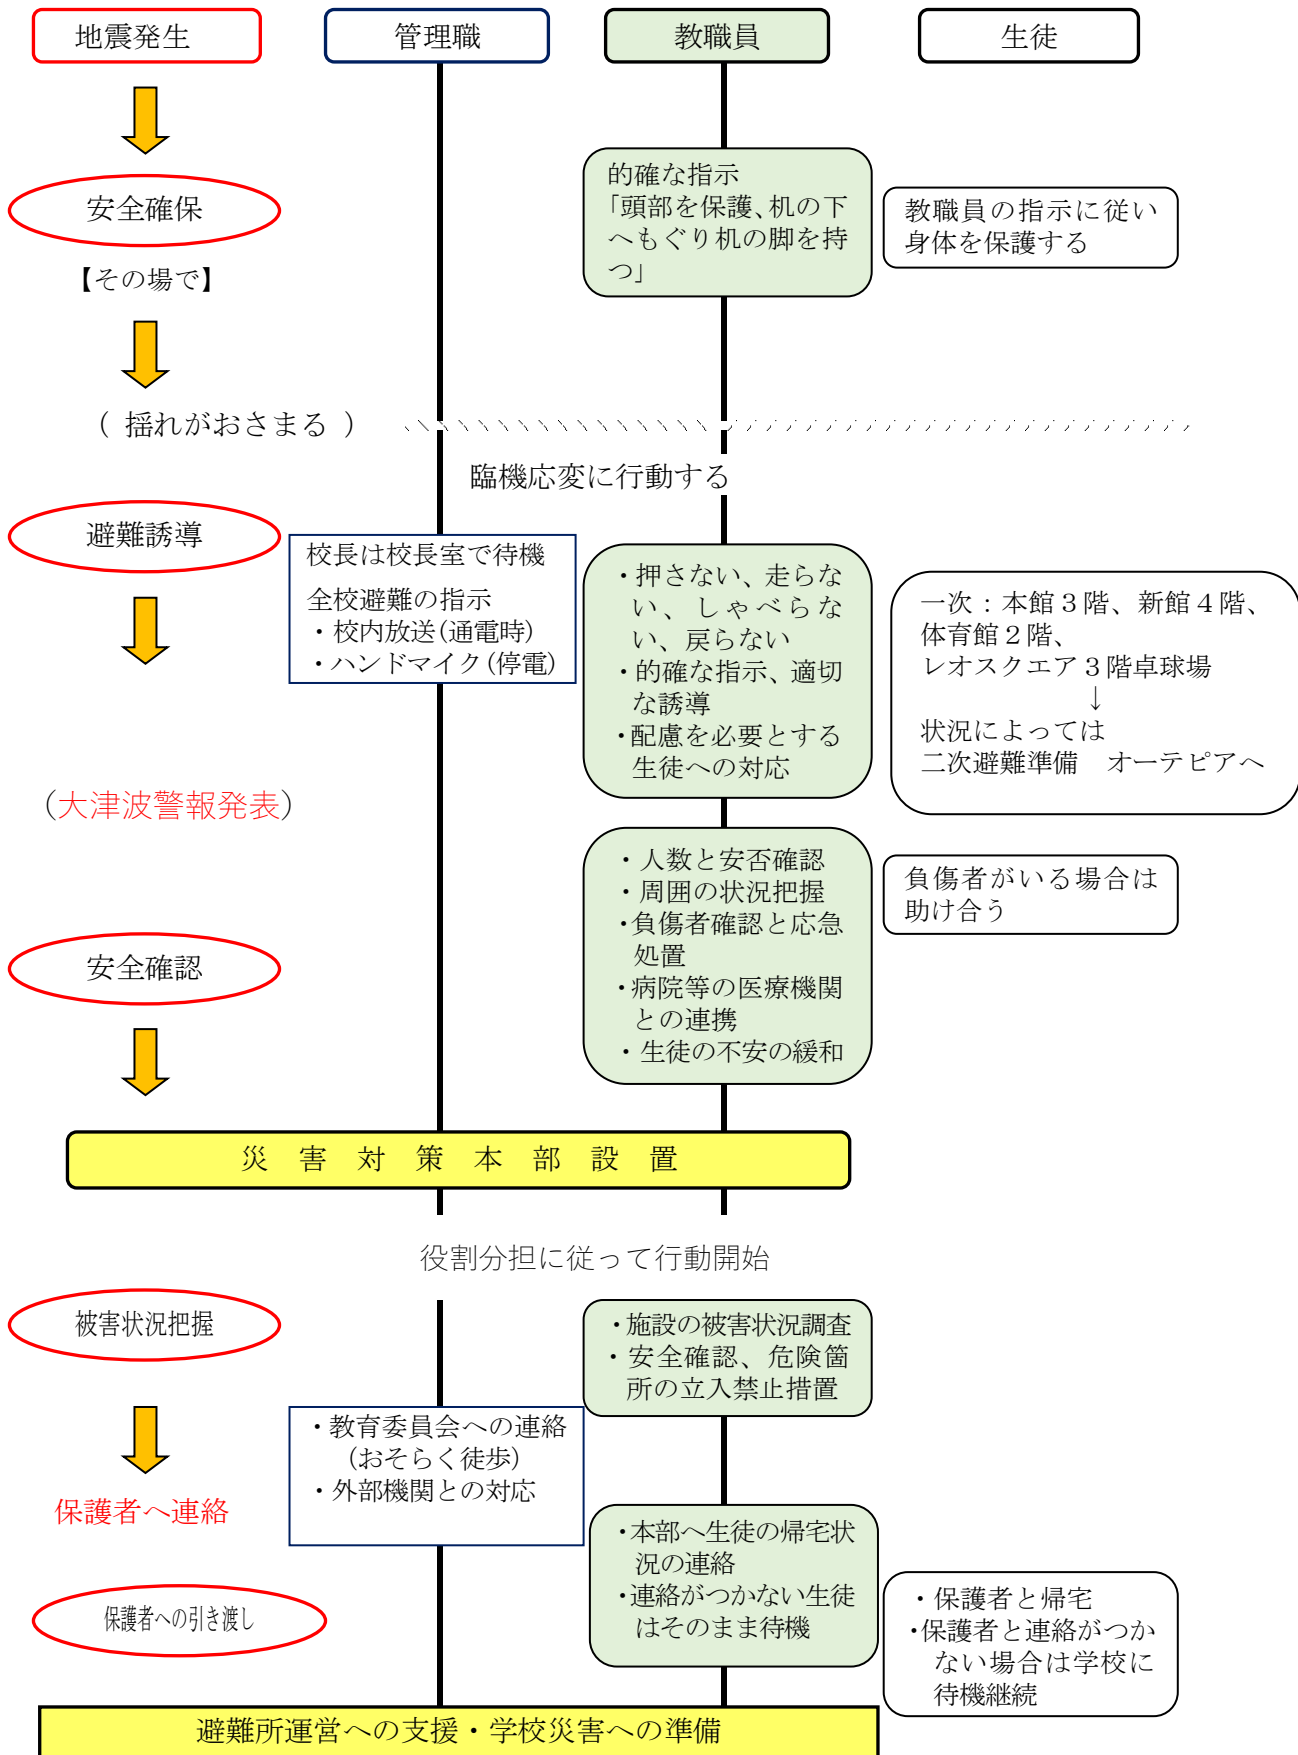 地震発生
管理職
教職員
生徒
安全確保
【その場で】
的確な指示
「頭部を保護、机の下
へもぐり机の脚を持
つ」
教職員の指示に従い
身体を保護する
（ 揺れがおさまる ）
臨機応変に行動する
避難誘導
校長は校長室で待機
全校避難の指示
・校内放送(通電時)
・ハンドマイク(停電)
・押さない、走らな
い、しゃべらな
い、戻らない
・的確な指示、適切
な誘導
・配慮を必要とする
生徒への対応
一次：本館３階、新館４階、
体育館２階、
レオスクエア３階卓球場
↓
状況によっては
二次避難準備　オーテピアへ
（大津波警報発表）
・人数と安否確認
・周囲の状況把握
・負傷者確認と応急
処置
・病院等の医療機関
との連携
・生徒の不安の緩和
負傷者がいる場合は
助け合う
安全確認
災　害　対　策　本　部　設　置
役割分担に従って行動開始
被害状況把握
・施設の被害状況調査
・安全確認、危険箇
所の立入禁止措置
・教育委員会への連絡
（おそらく徒歩）
・外部機関との対応
保護者へ連絡
・本部へ生徒の帰宅状
況の連絡
・連絡がつかない生徒
はそのまま待機
保護者への引き渡し
・保護者と帰宅
・保護者と連絡がつか
ない場合は学校に
待機継続
避難所運営への支援・学校災害への準備